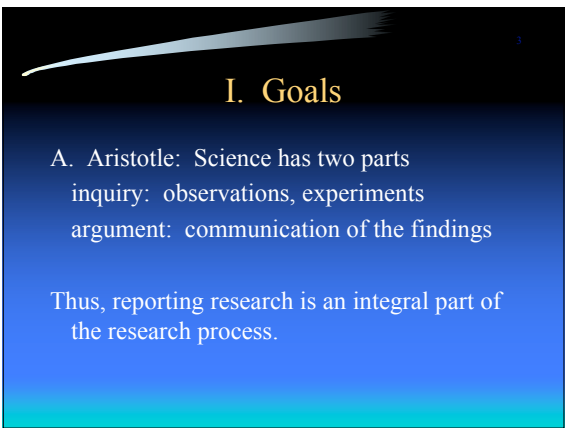 3
I. Goals
A. Aristotle: Science has two parts
inquiry: observations, experiments
argument: communication of the findings
Thus, reporting research is an integral part of
the research process.